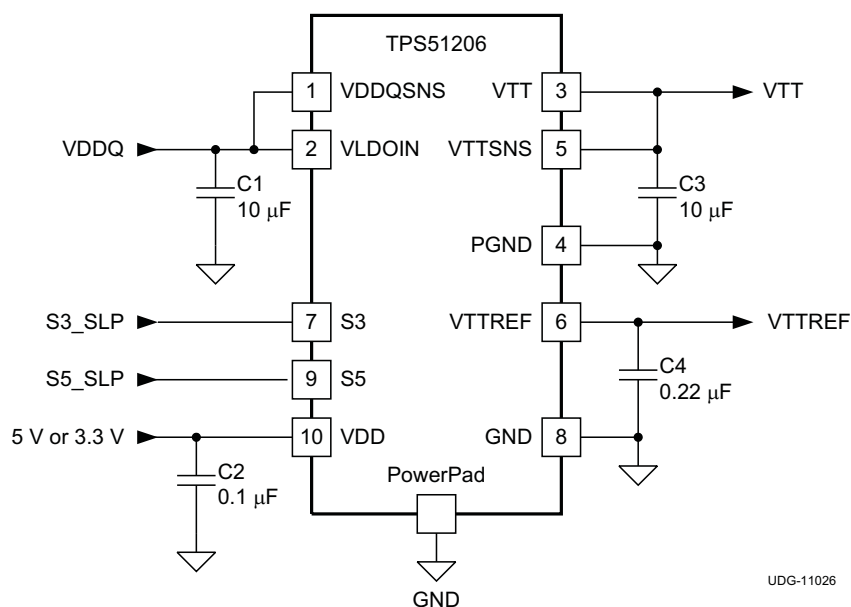 TPS51206
1 VDDQSNS VTT 3 VTT
VDDQ 2 VLDOIN VTTSNS 5
C1
10 μF
C3
10 μF
PGND 4
S3_SLP 7 S3 VTTREF 6 VTTREF
S5_SLP 9 S5
C4
0.22 μF
5 V or 3.3 V 10 VDD GND 8
C2
0.1 μF
PowerPad
GND
UDG-11026